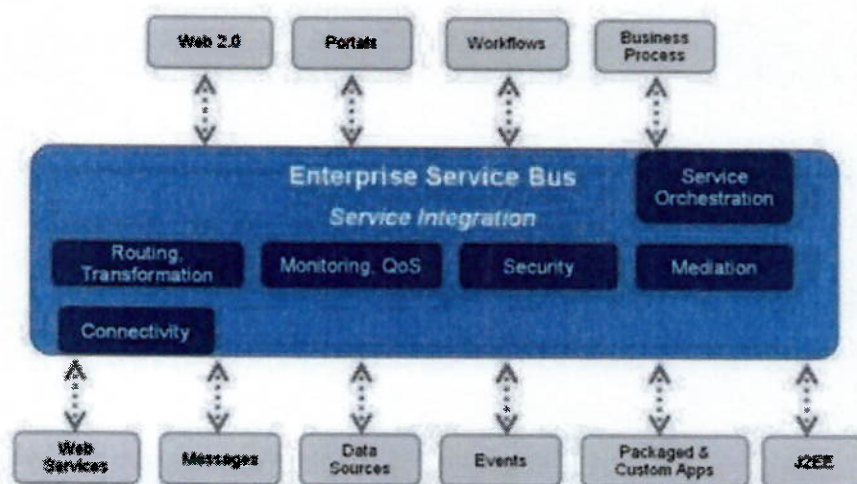 Web 2.0
Portals
Workflows
Business
Process
Enterprise Service Bus
Service Integration
Service
Orchestration
Routing,
Transformation
Monitoring, QoS
Security
Mediation
Connectivity
Web
Services
Messages
Data
Sources
Events
Packaged &
Custom Apps
J2EE